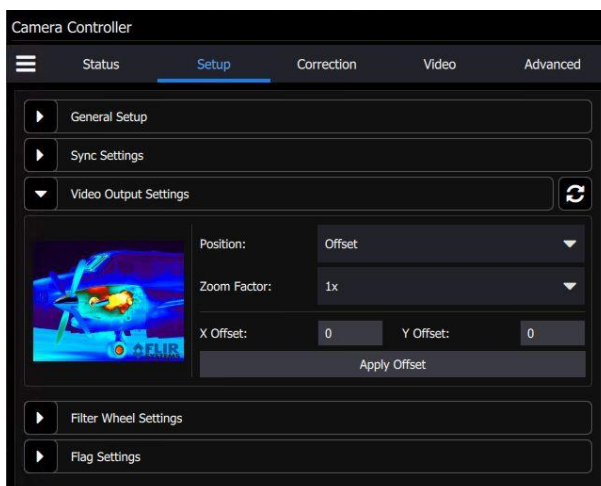 Camera Controller
Status Setup Correction Video Advanced
General Setup
Sync Settings
Video Output Settings
Position: Offset
Zoom Factor: 1x
X Offset: 0 Y Offset: 0
Apply Offset
FLIR
Filter Wheel Settings
Flag Settings